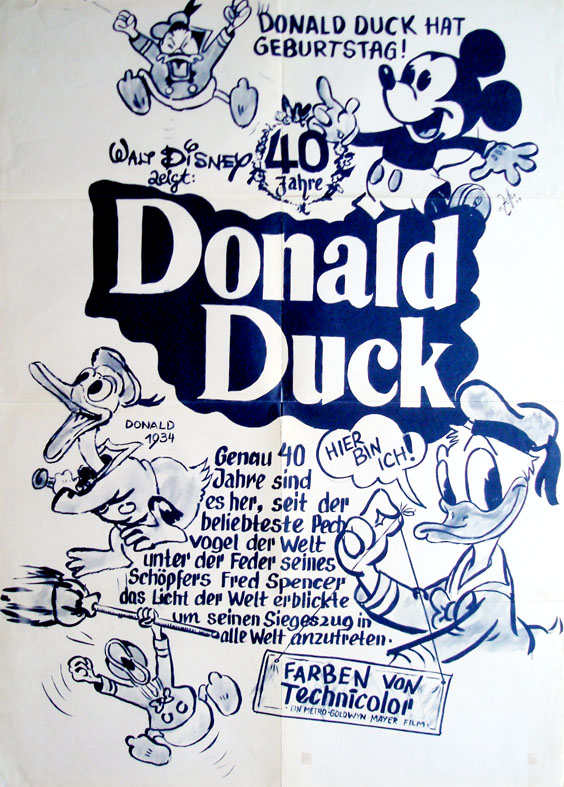 DONALD DUCK HAT
GEBURTSTAG!
WALT DISNEY
zeigt:
40
Jahre
Donald
Duck
DONALD
1934
HIER
BIN
ICH!
Genau 40
Jahre sind
es her, seit der
beliebteste Pech-
vogel der Welt
unter der Feder seines
Schöpfers Fred Spencer
das Licht der Welt erblickte
um seinen Siegeszug in
alle Welt anzutreten.
FARBEN VON
Technicolor
·EIN METRO-GOLDWYN MAYER FILM·